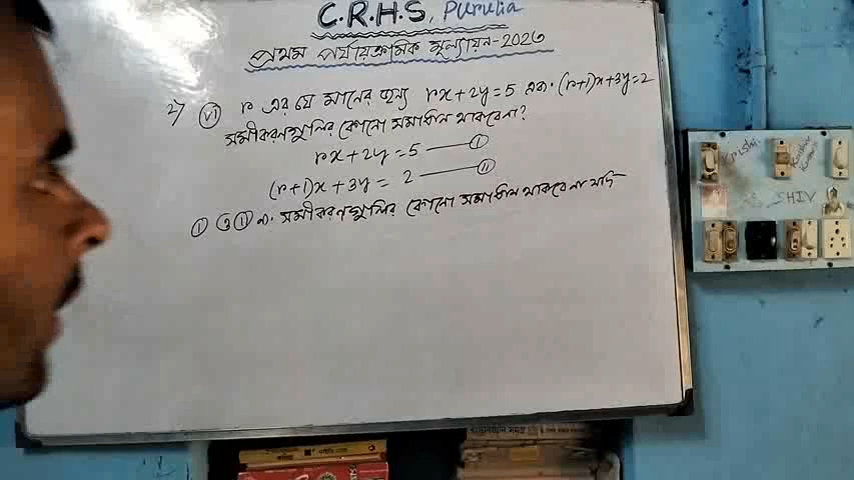 C.R.H.S, Purulia
প্রথম পর্যায়ক্রমিক মূল্যায়ন-2026
2) (vi) r এর যে মানের জন্য rx+2y=5 এবং (r+1)x+3y=2
সমীকরণগুলির কোনো সমাধান থাকবেনা?
rx+2y=5 — (i)
(r+1)x+3y=2 — (ii)
(i) ও (ii) নং সমীকরণগুলির কোনো সমাধান থাকবে না যদি
SHIV